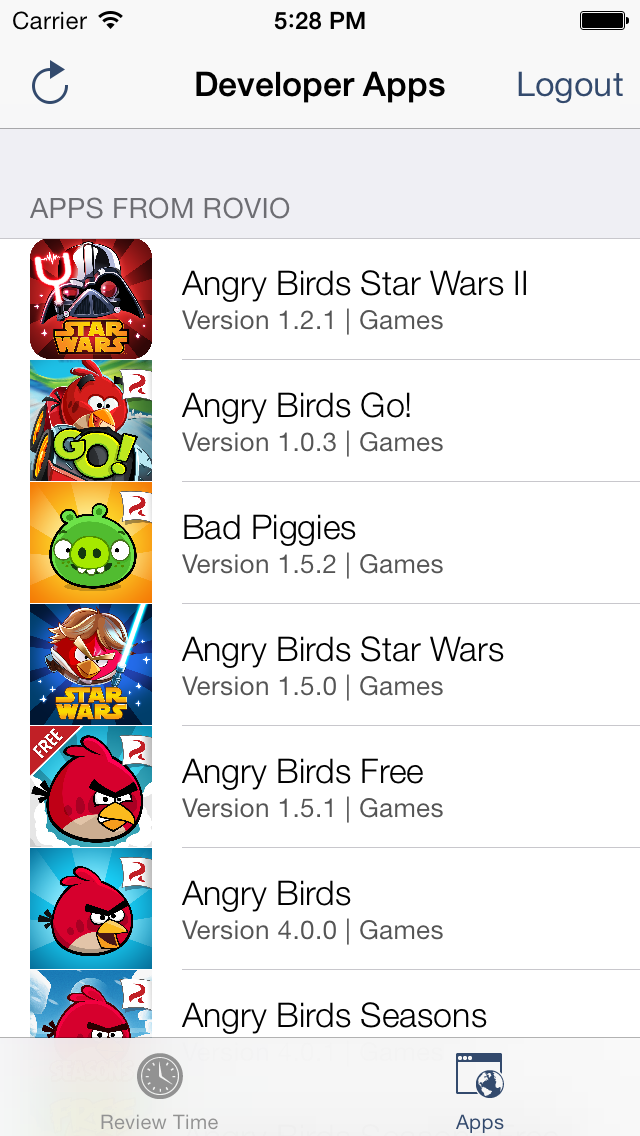 Carrier 5:28 PM
Developer Apps Logout
APPS FROM ROVIO
STAR
WARS
Angry Birds Star Wars II
Version 1.2.1 | Games
GO!
Angry Birds Go!
Version 1.0.3 | Games
Bad Piggies
Version 1.5.2 | Games
STAR
WARS
Angry Birds Star Wars
Version 1.5.0 | Games
FREE
Angry Birds Free
Version 1.5.1 | Games
Angry Birds
Version 4.0.0 | Games
Angry Birds Seasons
Review Time Apps